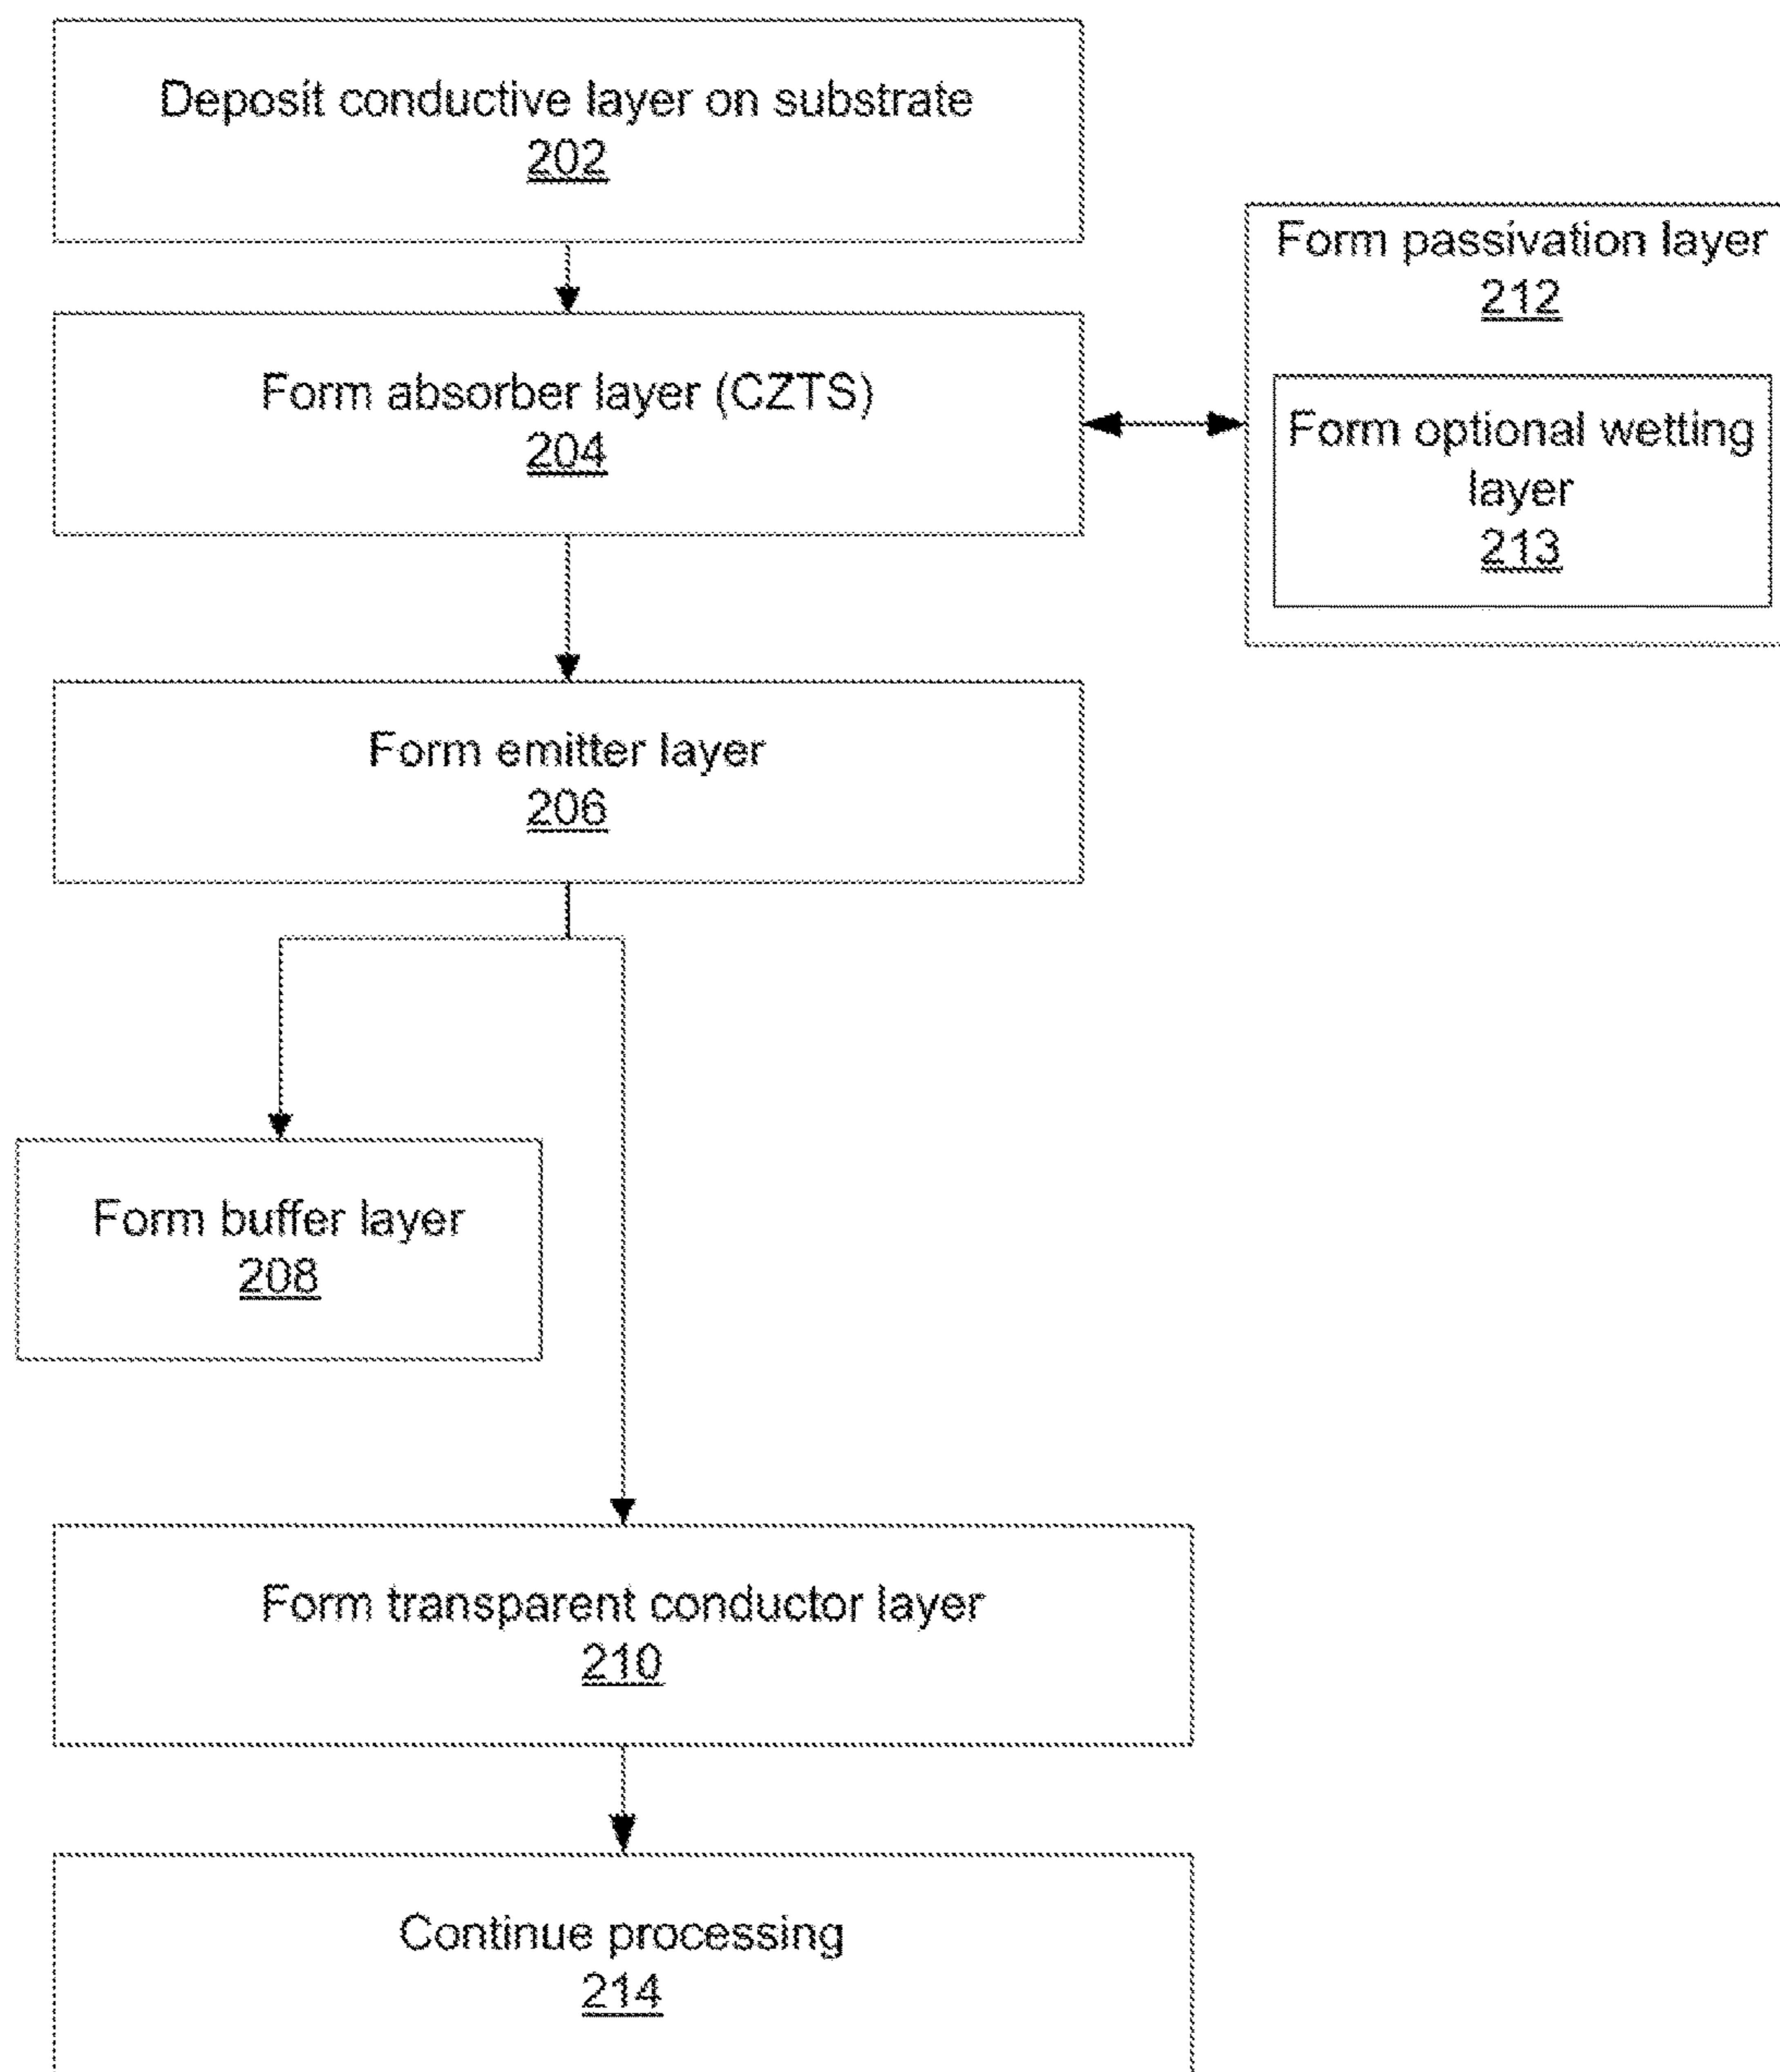 Deposit conductive layer on substrate
202
Form absorber layer (CZTS)
204
Form passivation layer
212
Form optional wetting
layer
213
Form emitter layer
206
Form buffer layer
208
Form transparent conductor layer
210
Continue processing
214